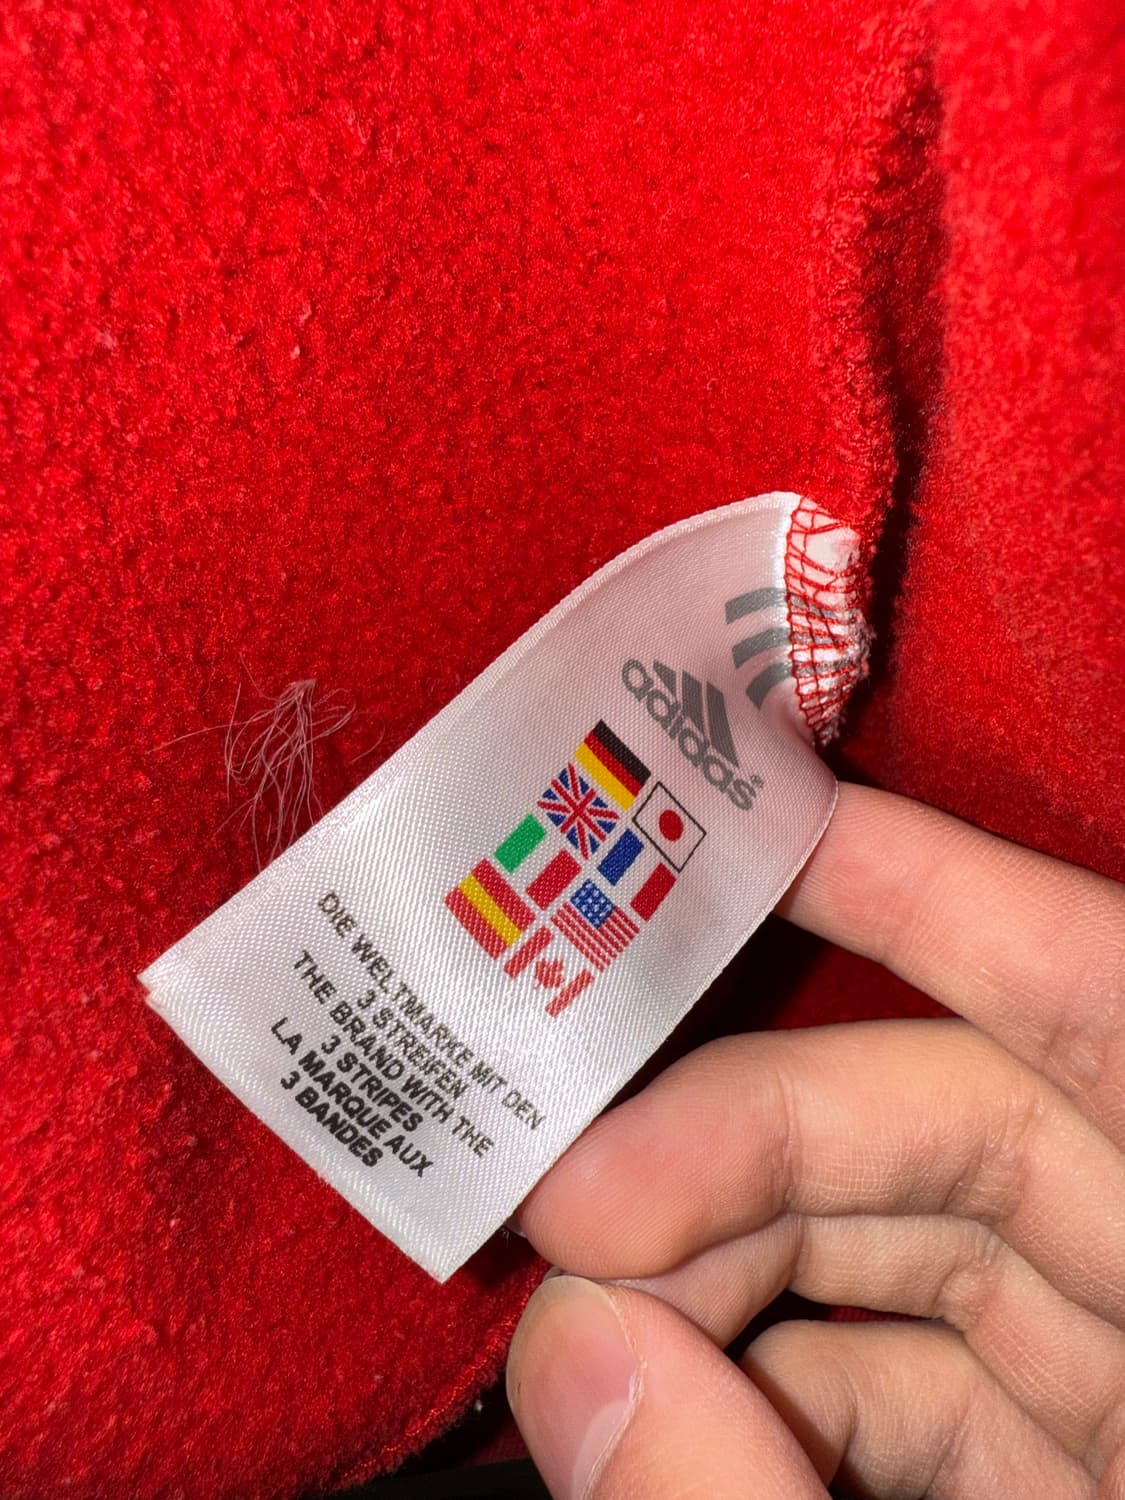 adidas®
DIE WELTMARKE MIT DEN
3 STREIFEN
THE BRAND WITH THE
3 STRIPES
LA MARQUE AUX
3 BANDES